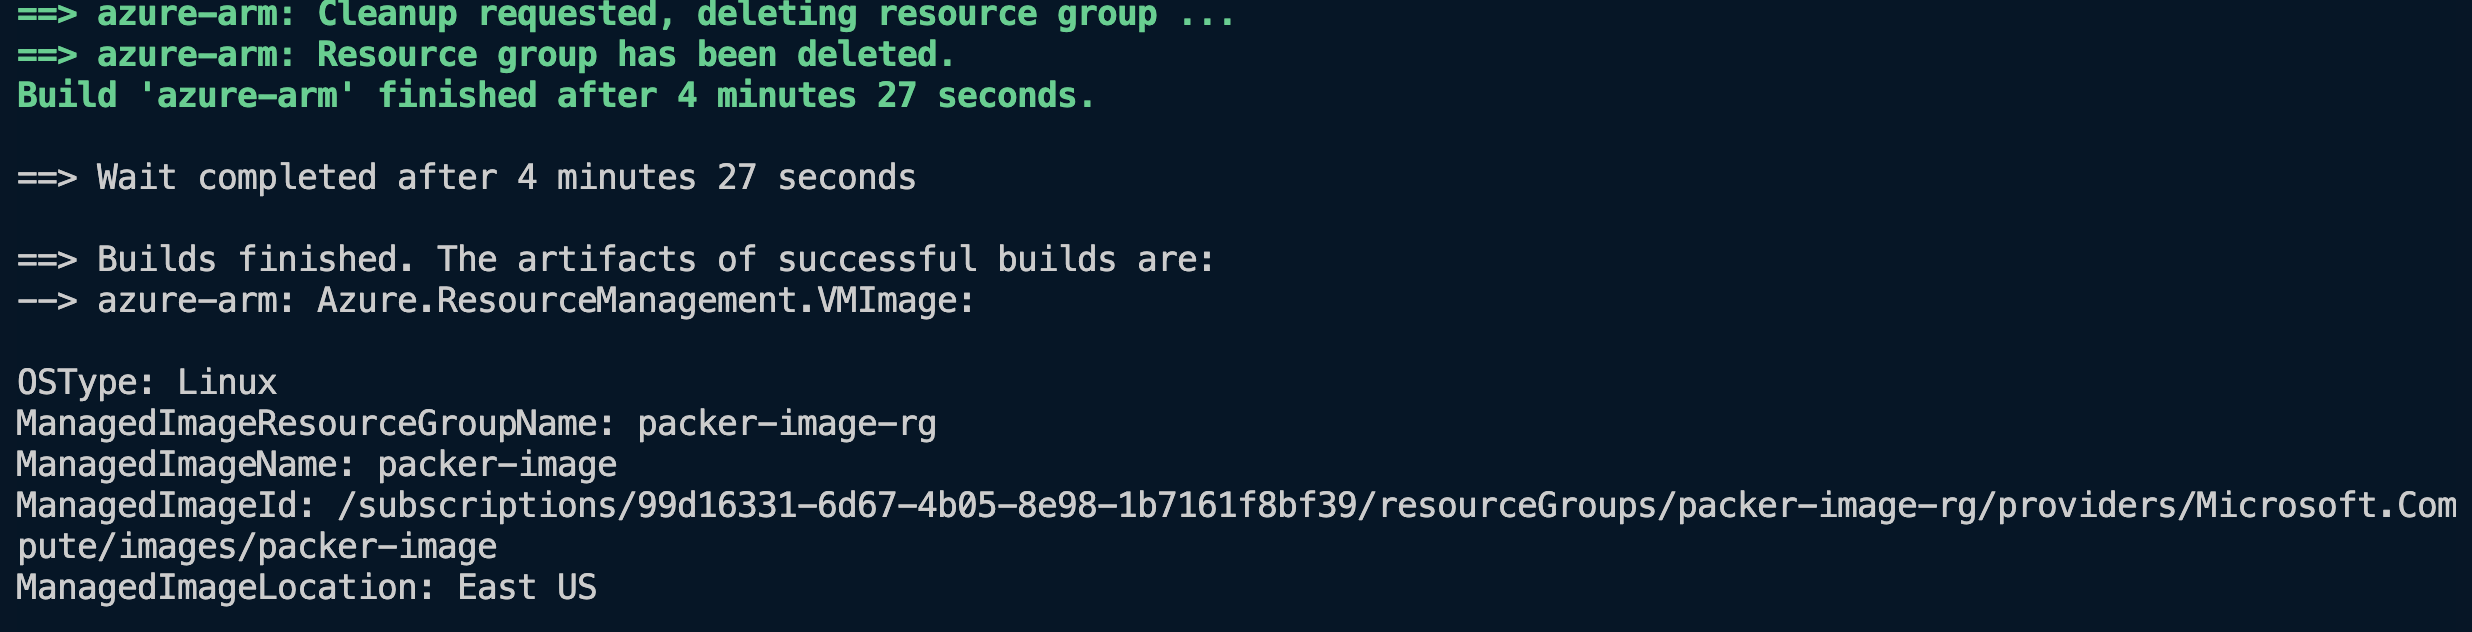 ==> azure-arm: Cleanup requested, deleting resource group ...
==> azure-arm: Resource group has been deleted.
Build 'azure-arm' finished after 4 minutes 27 seconds.
==> Wait completed after 4 minutes 27 seconds
==> Builds finished. The artifacts of successful builds are:
--> azure-arm: Azure.ResourceManagement.VMImage:
OSType: Linux
ManagedImageResourceGroupName: packer-image-rg
ManagedImageName: packer-image
ManagedImageId: /subscriptions/99d16331-6d67-4b05-8e98-1b7161f8bf39/resourceGroups/packer-image-rg/providers/Microsoft.Com
pute/images/packer-image
ManagedImageLocation: East US